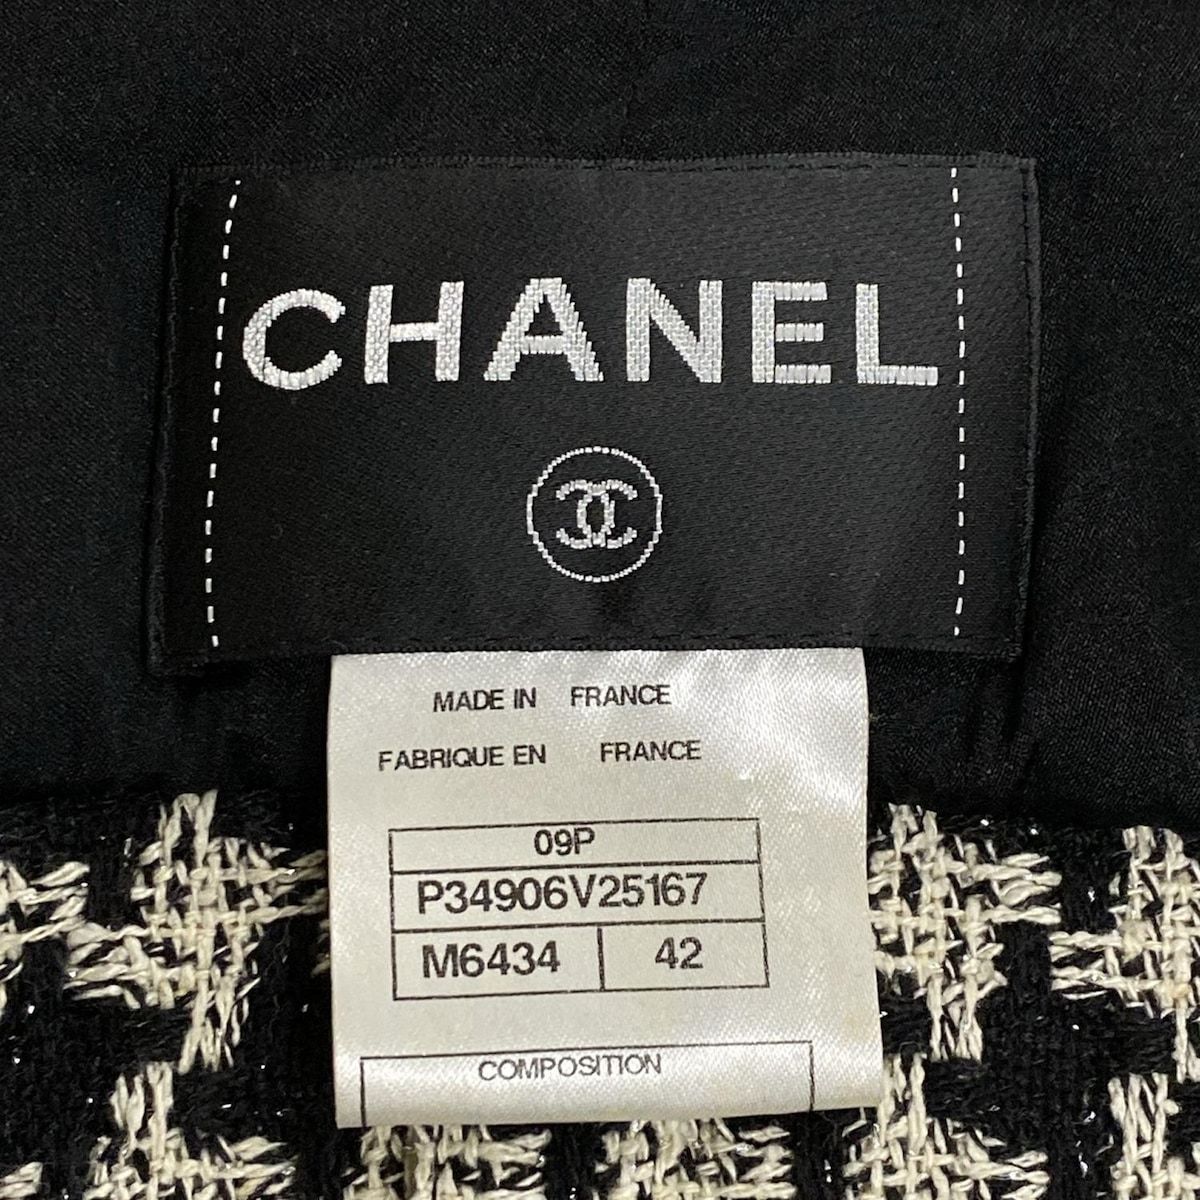 CHANEL
MADE IN FRANCE
FABRIQUE EN FRANCE
09P
P34906V25167
M6434 42
COMPOSITION